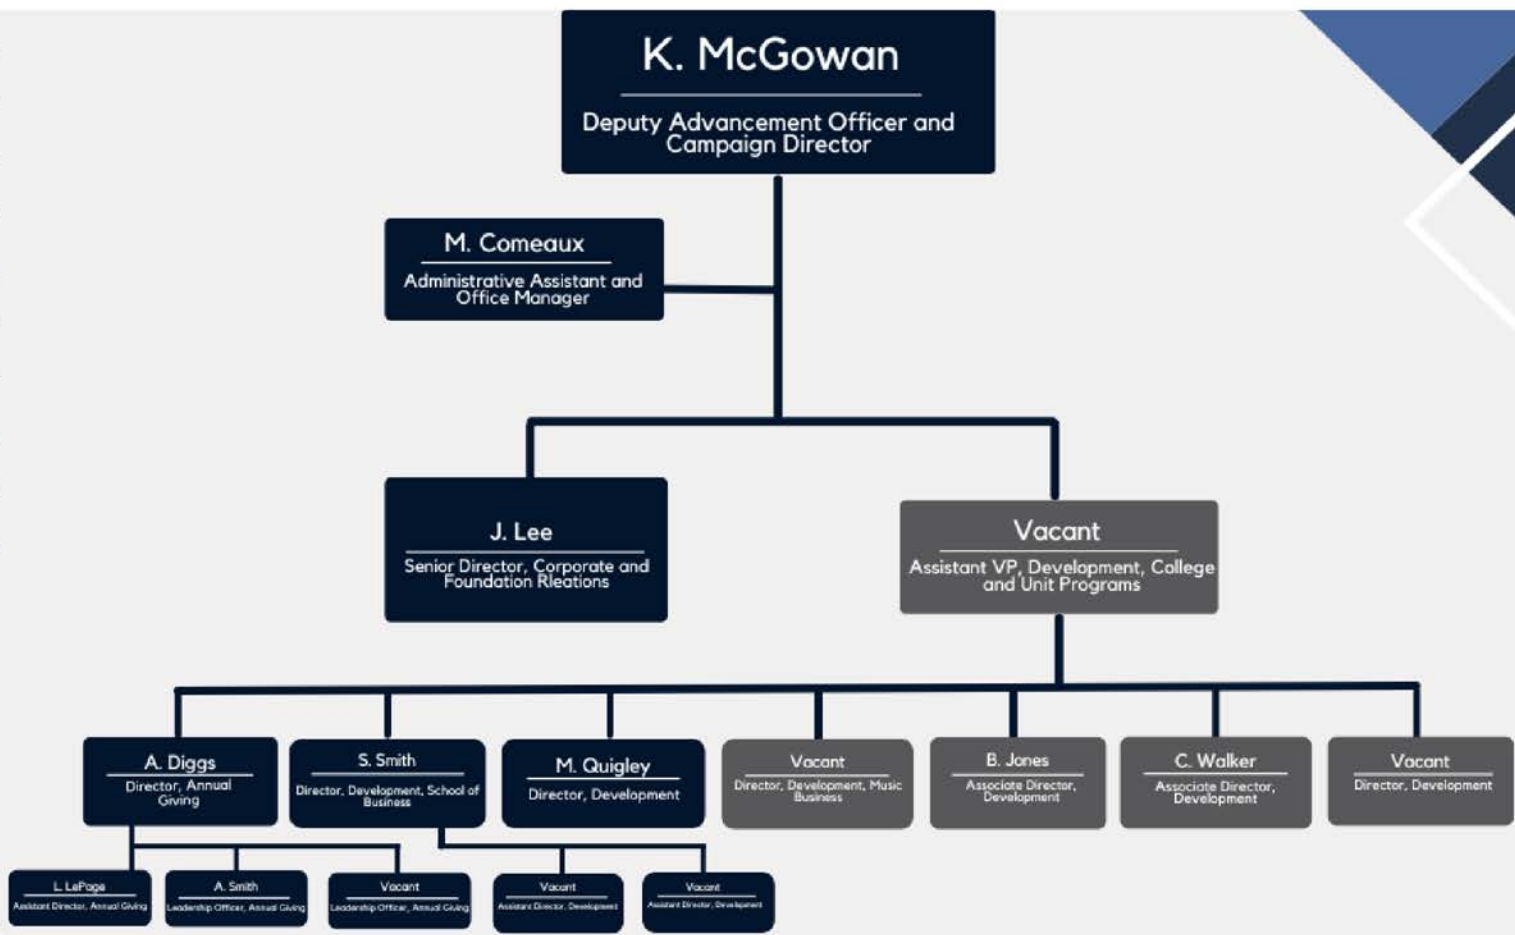 K. McGowan
Deputy Advancement Officer and
Campaign Director
M. Comeaux
Administrative Assistant and
Office Manager
J. Lee
Senior Director, Corporate and
Foundation Rleations
Vacant
Assistant VP, Development, College
and Unit Programs
A. Diggs
Director, Annual
Giving
S. Smith
Director, Development, School of
Business
M. Quigley
Director, Development
Vacant
Director, Development, Music
Business
B. Jones
Associate Director,
Development
C. Walker
Associate Director,
Development
Vacant
Director, Development
L. LePage
Assistant Director, Annual Giving
A. Smith
Leadership Officer, Annual Giving
Vacant
Leadership Officer, Annual Giving
Vacant
Assistant Director, Development
Vacant
Assistant Director, Development